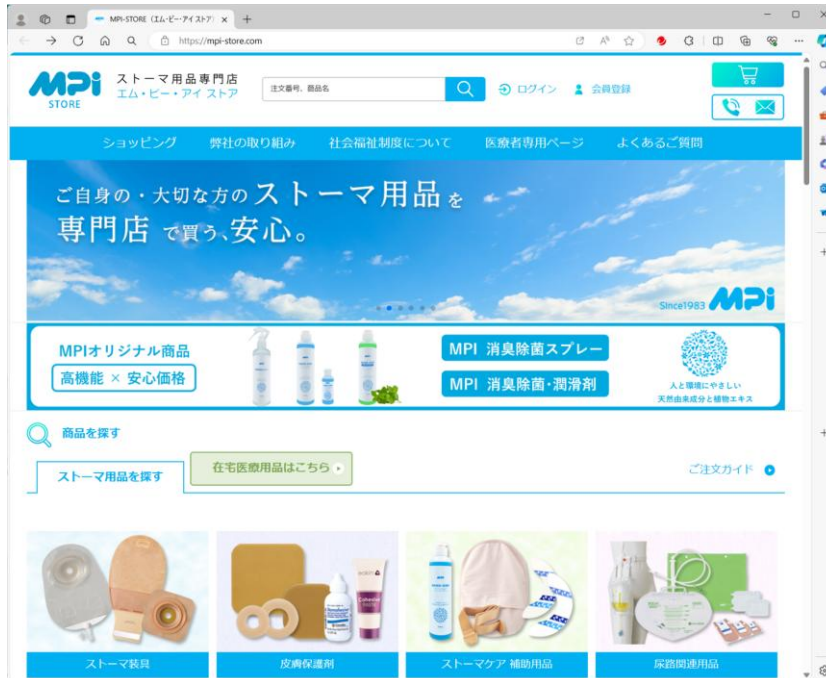 MPI-STORE (エム・ビー・アイ ストア)
https://mpi-store.com
MPi
STORE
ストーマ用品専門店
エム・ビー・アイ ストア
注文番号、商品名
ログイン
会員登録
ショッピング
弊社の取り組み
社会福祉制度について
医療者専用ページ
よくあるご質問
ご自身の・大切な方のストーマ用品を
専門店で買う、安心。
Since1983 MPi
MPIオリジナル商品
高機能 × 安心価格
MPI 消臭除菌スプレー
MPI 消臭除菌・潤滑剤
人と環境にやさしい
天然由来成分と植物エキス
商品を探す
ストーマ用品を探す
在宅医療用品はこちら
ご注文ガイド
ストーマ装具
皮膚保護剤
ストーマケア 補助用品
尿路関連用品